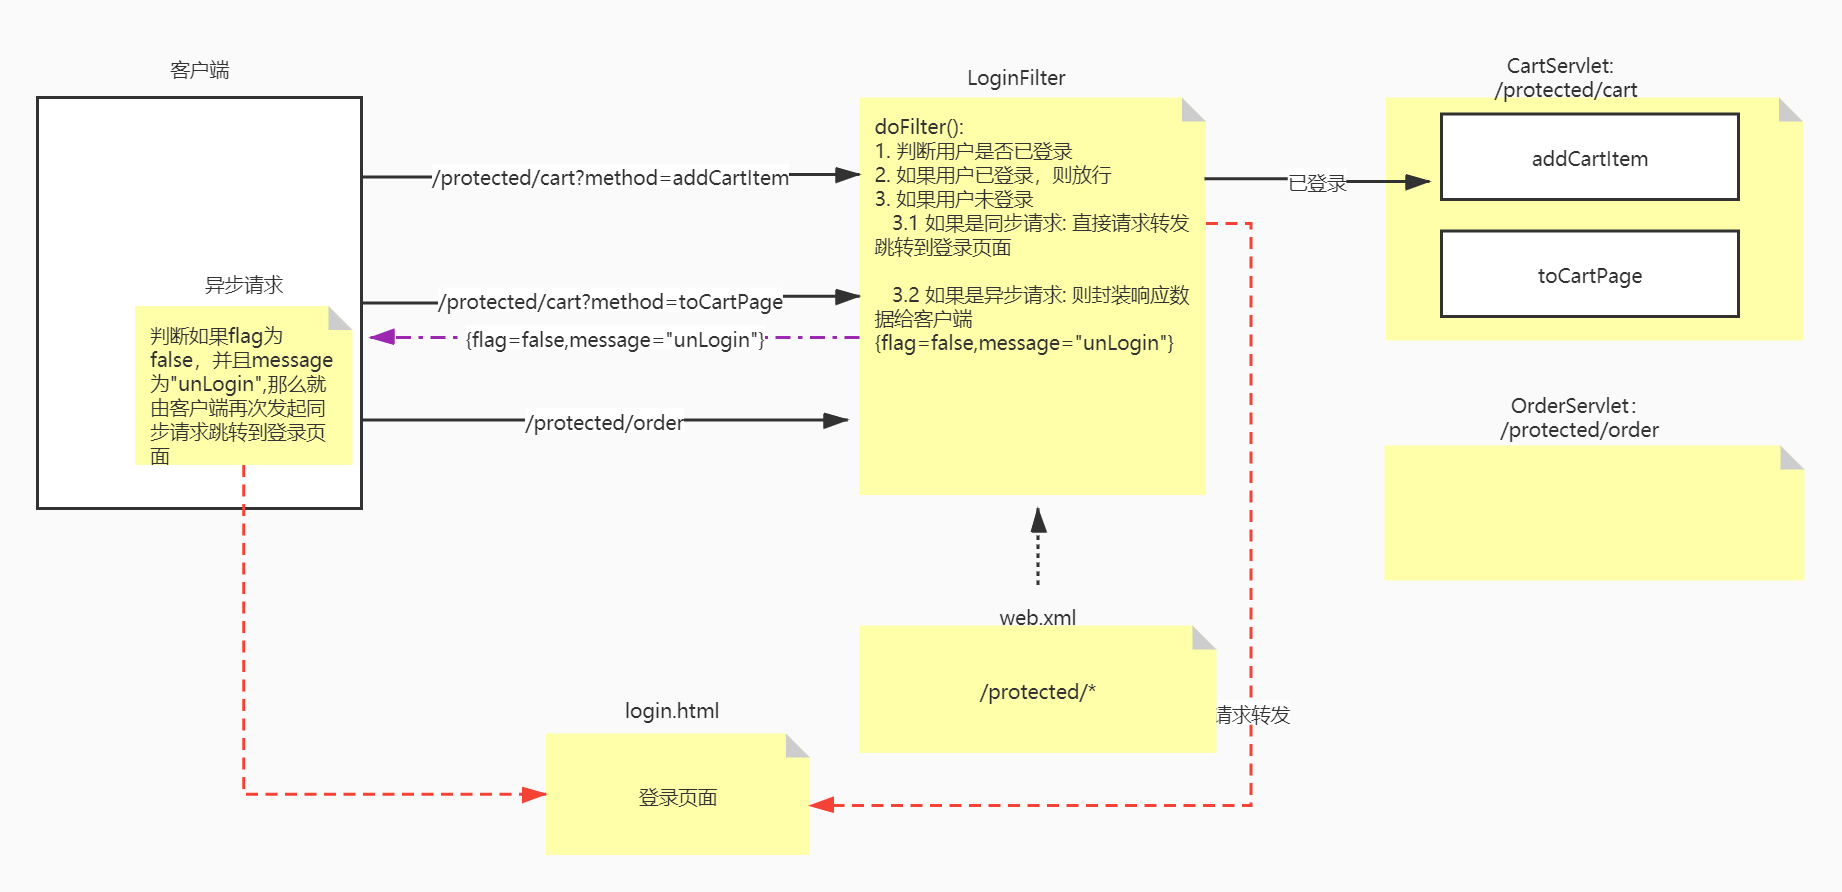 客户端
LoginFilter
CartServlet:
/protected/cart
doFilter():
1. 判断用户是否已登录
2. 如果用户已登录，则放行
3. 如果用户未登录
3.1 如果是同步请求: 直接请求转发
跳转到登录页面
3.2 如果是异步请求: 则封装响应数
据给客户端
{flag=false,message="unLogin"}
addCartItem
toCartPage
/protected/cart?method=addCartItem
已登录
异步请求
/protected/cart?method=toCartPage
{flag=false,message="unLogin"}
判断如果flag为
false，并且message
为"unLogin",那么就
由客户端再次发起同
步请求跳转到登录页
面
/protected/order
OrderServlet：
/protected/order
web.xml
/protected/*
请求转发
login.html
登录页面